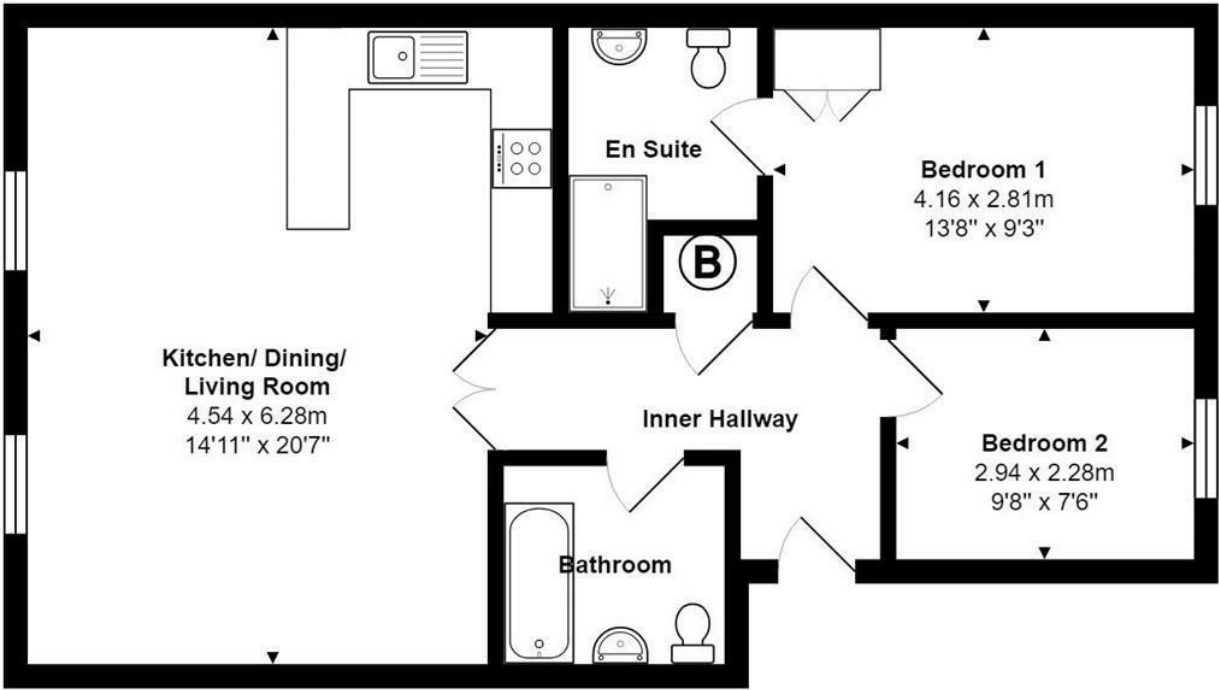 En Suite
Bedroom 1
4.16 x 2.81m
13'8" x 9'3"
B
Kitchen/ Dining/
Living Room
4.54 x 6.28m
14'11" x 20'7"
Inner Hallway
Bedroom 2
2.94 x 2.28m
9'8" x 7'6"
Bathroom